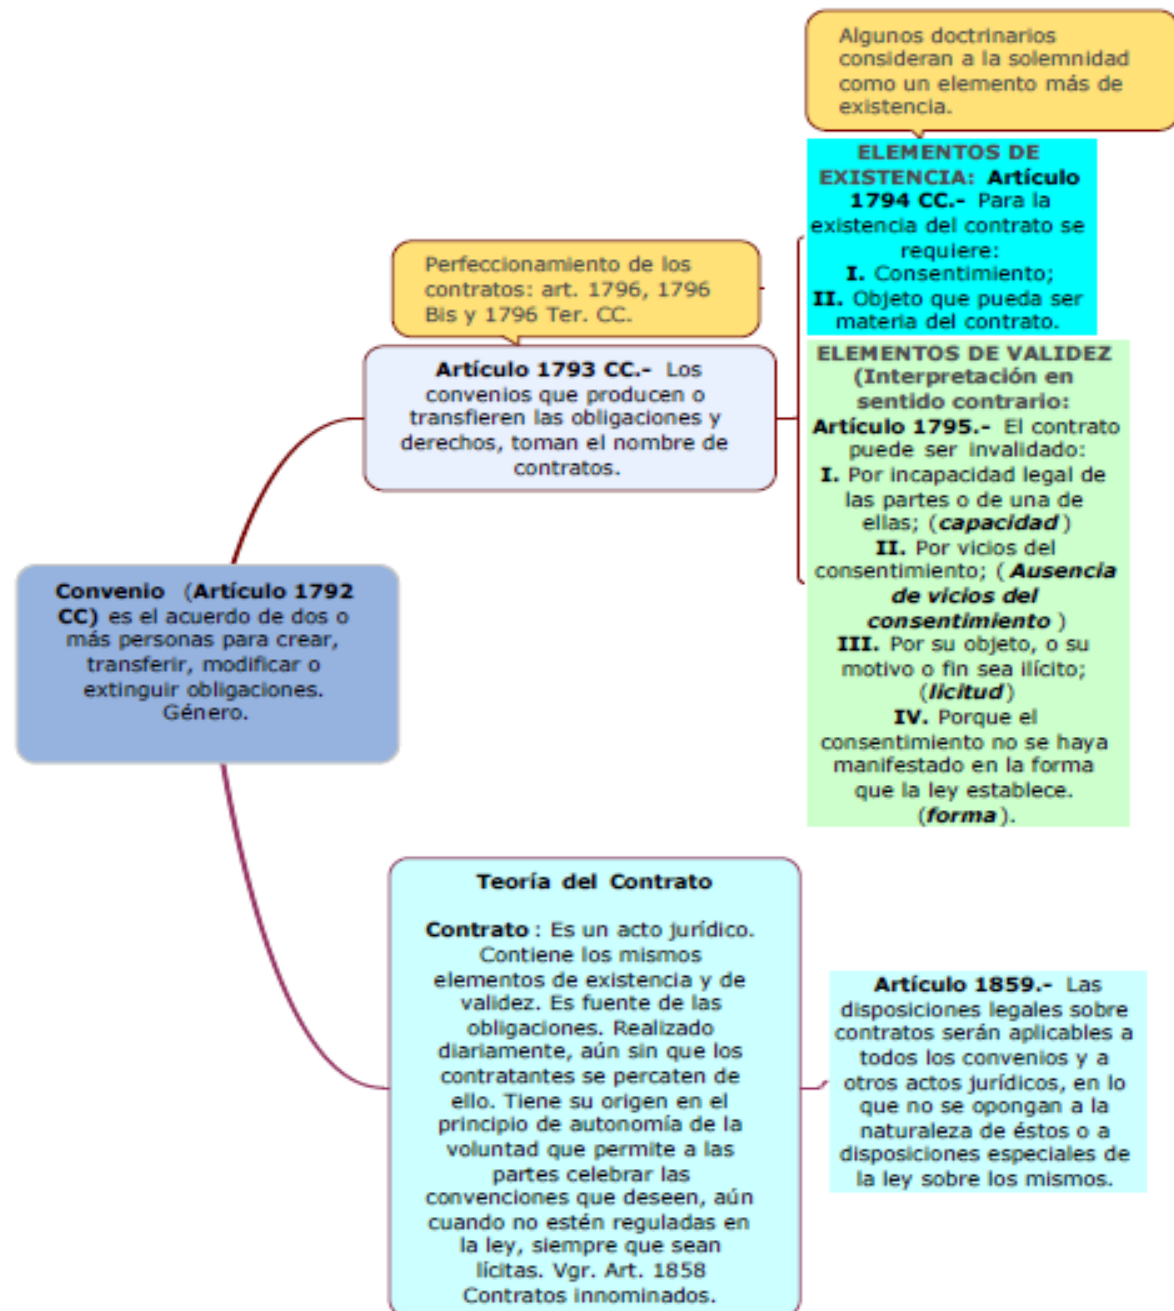 Algunos doctrinarios
consideran a la solemnidad
como un elemento más de
existencia.
ELEMENTOS DE
EXISTENCIA: Artículo
1794 CC.- Para la
existencia del contrato se
requiere:
I. Consentimiento;
II. Objeto que pueda ser
materia del contrato.
Perfeccionamiento de los
contratos: art. 1796, 1796
Bis y 1796 Ter. CC.
Artículo 1793 CC.- Los
convenios que producen o
transfieren las obligaciones y
derechos, toman el nombre de
contratos.
ELEMENTOS DE VALIDEZ
(Interpretación en
sentido contrario:
Artículo 1795.- El contrato
puede ser invalidado:
I. Por incapacidad legal de
las partes o de una de
ellas; (capacidad )
II. Por vicios del
consentimiento; ( Ausencia
de vicios del
consentimiento )
III. Por su objeto, o su
motivo o fin sea ilícito;
(licitud)
IV. Porque el
consentimiento no se haya
manifestado en la forma
que la ley establece.
(forma ).
Convenio (Artículo 1792
CC) es el acuerdo de dos o
más personas para crear,
transferir, modificar o
extinguir obligaciones.
Género.
Teoría del Contrato
Contrato : Es un acto jurídico.
Contiene los mismos
elementos de existencia y de
validez. Es fuente de las
obligaciones. Realizado
diariamente, aún sin que los
contratantes se percaten de
ello. Tiene su origen en el
principio de autonomía de la
voluntad que permite a las
partes celebrar las
convenciones que deseen, aún
cuando no estén reguladas en
la ley, siempre que sean
lícitas. Vgr. Art. 1858
Contratos innominados.
Artículo 1859.- Las
disposiciones legales sobre
contratos serán aplicables a
todos los convenios y a
otros actos jurídicos, en lo
que no se opongan a la
naturaleza de éstos o a
disposiciones especiales de
la ley sobre los mismos.